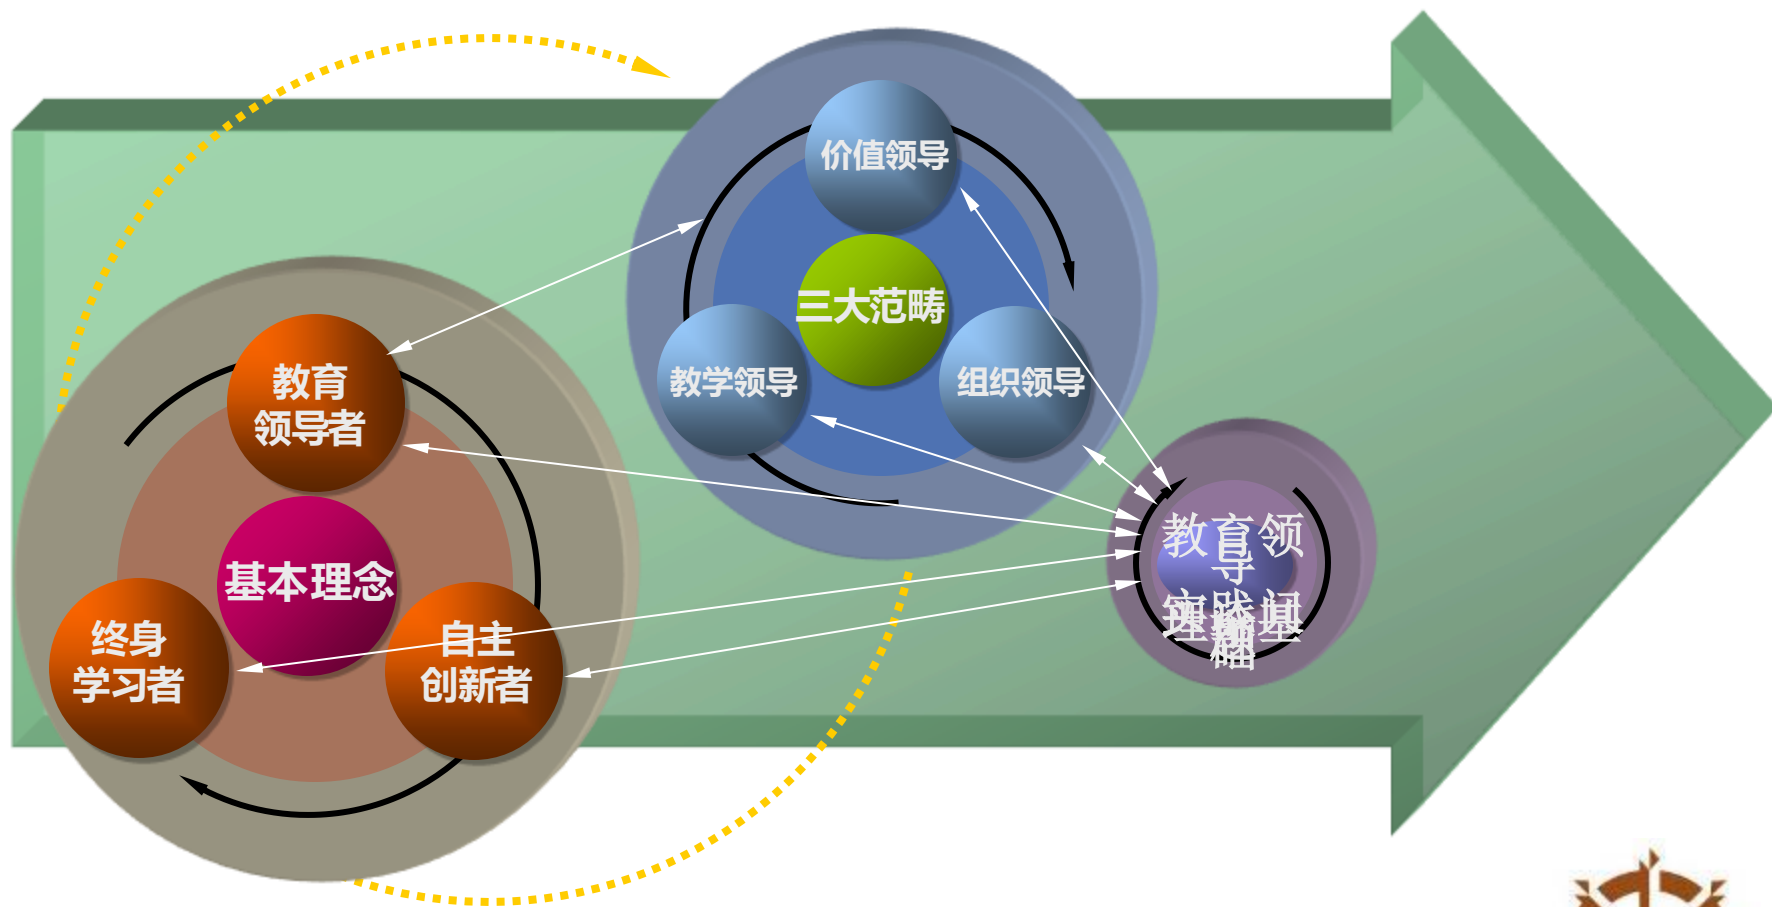 价值领导
三大范畴
教学领导
组织领导
教育
领导者
基本理念
终身
学习者
自主
创新者
教育领
导